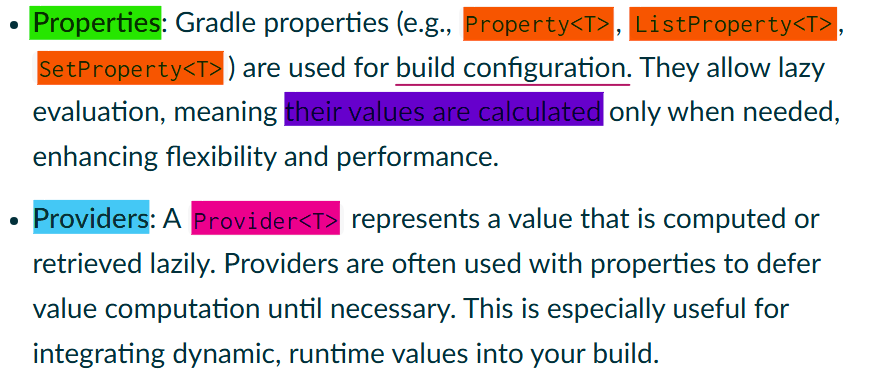 • Properties: Gradle properties (e.g., Property<T>, ListProperty<T>,
SetProperty<T>) are used for build configuration. They allow lazy
evaluation, meaning their values are calculated only when needed,
enhancing flexibility and performance.
• Providers: A Provider<T> represents a value that is computed or
retrieved lazily. Providers are often used with properties to defer
value computation until necessary. This is especially useful for
integrating dynamic, runtime values into your build.